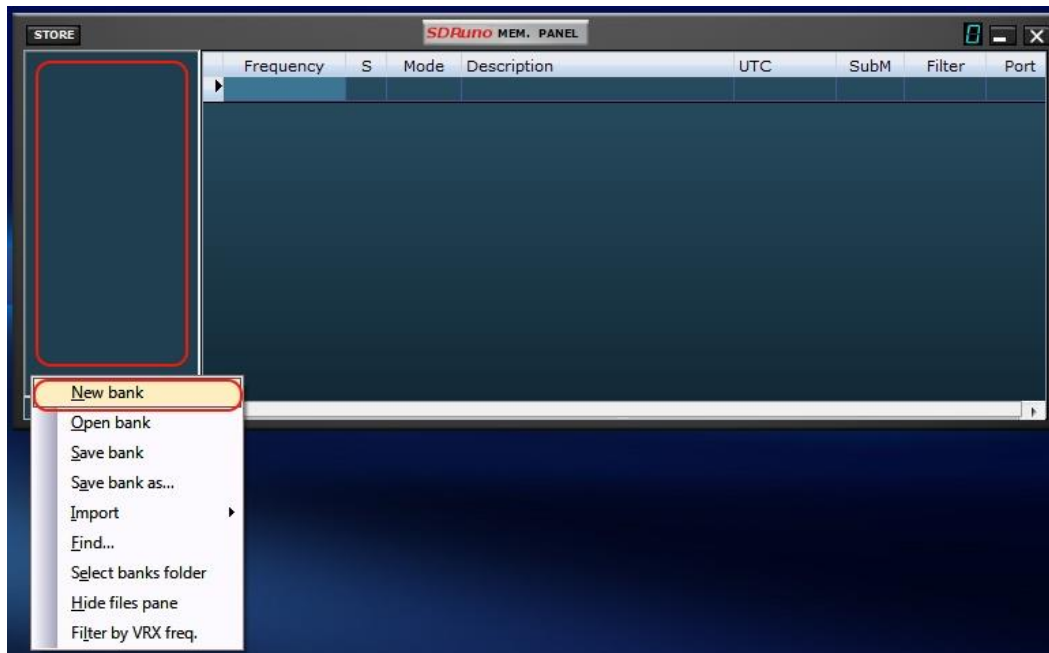 STORE
SDRuno MEM. PANEL
0
Frequency S Mode Description UTC SubM Filter Port
New bank
Open bank
Save bank
Save bank as...
Import
Find...
Select banks folder
Hide files pane
Filter by VRX freq.